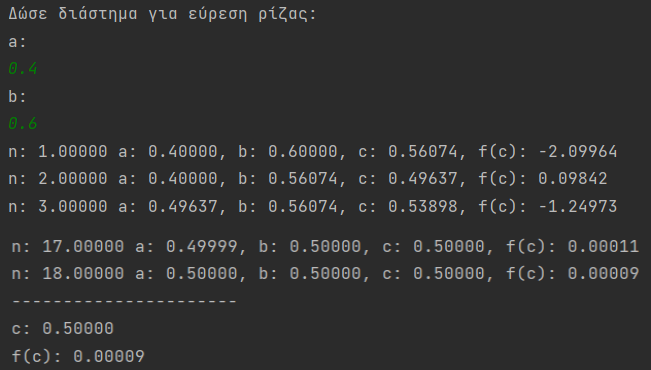 Δώσε διάστημα για εύρεση ρίζας:
a:
0.4
b:
0.6
n: 1.00000 a: 0.40000, b: 0.60000, c: 0.56074, f(c): -2.09964
n: 2.00000 a: 0.40000, b: 0.56074, c: 0.49637, f(c): 0.09842
n: 3.00000 a: 0.49637, b: 0.56074, c: 0.53898, f(c): -1.24973
n: 17.00000 a: 0.49999, b: 0.50000, c: 0.50000, f(c): 0.00011
n: 18.00000 a: 0.50000, b: 0.50000, c: 0.50000, f(c): 0.00009
----------------------
c: 0.50000
f(c): 0.00009